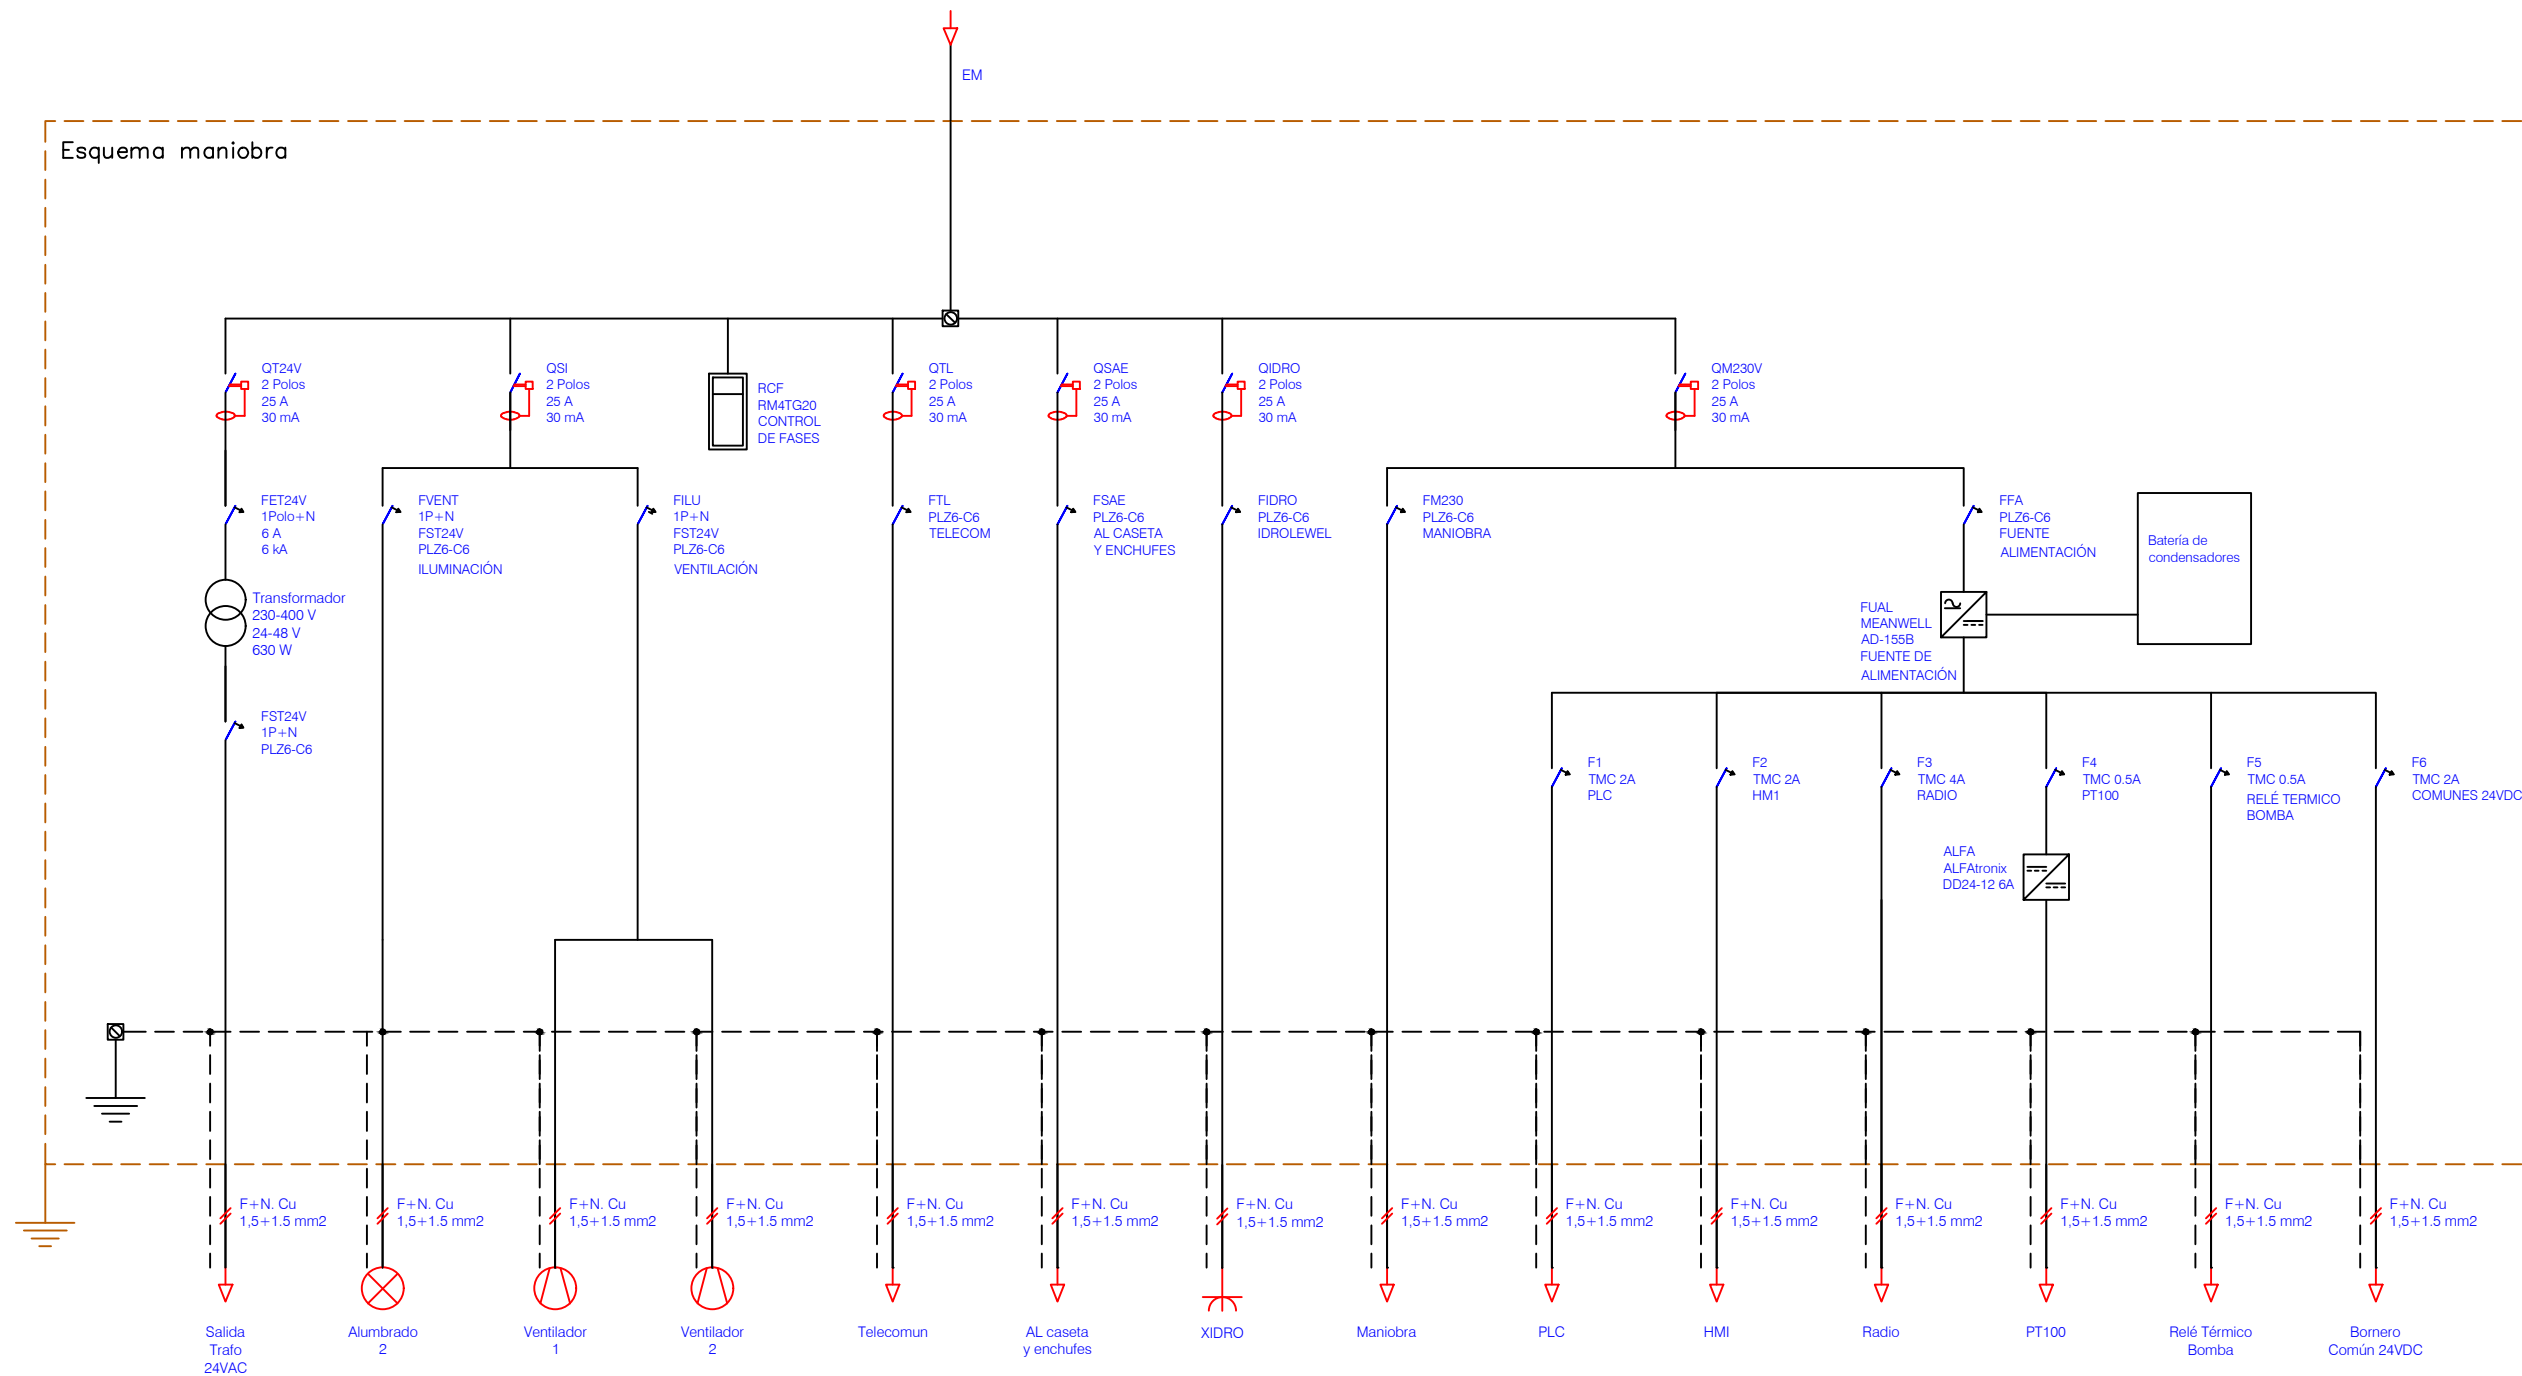 EM
Esquema maniobra
QT24V
2 Polos
25 A
30 mA
QSI
2 Polos
25 A
30 mA
RCF
RM4TG20
CONTROL
DE FASES
QTL
2 Polos
25 A
30 mA
QSAE
2 Polos
25 A
30 mA
QIDRO
2 Polos
25 A
30 mA
QM230V
2 Polos
25 A
30 mA
FET24V
1Polo+N
6 A
6 kA
FVENT
1P+N
FST24V
PLZ6-C6
ILUMINACIÓN
FILU
1P+N
FST24V
PLZ6-C6
VENTILACIÓN
FTL
PLZ6-C6
TELECOM
FSAE
PLZ6-C6
AL CASETA
Y ENCHUFES
FIDRO
PLZ6-C6
IDROLEWEL
FM230
PLZ6-C6
MANIOBRA
FFA
PLZ6-C6
FUENTE
ALIMENTACIÓN
Batería de
condensadores
Transformador
230-400 V
24-48 V
630 W
FUAL
MEANWELL
AD-155B
FUENTE DE
ALIMENTACIÓN
FST24V
1P+N
PLZ6-C6
F1
TMC 2A
PLC
F2
TMC 2A
HM1
F3
TMC 4A
RADIO
F4
TMC 0.5A
PT100
F5
TMC 0.5A
RELÉ TERMICO
BOMBA
F6
TMC 2A
COMUNES 24VDC
ALFA
ALFAtronix
DD24-12 6A
F+N. Cu
1,5+1.5 mm2
F+N. Cu
1,5+1.5 mm2
F+N. Cu
1,5+1.5 mm2
F+N. Cu
1,5+1.5 mm2
F+N. Cu
1,5+1.5 mm2
F+N. Cu
1,5+1.5 mm2
F+N. Cu
1,5+1.5 mm2
F+N. Cu
1,5+1.5 mm2
F+N. Cu
1,5+1.5 mm2
F+N. Cu
1,5+1.5 mm2
F+N. Cu
1,5+1.5 mm2
F+N. Cu
1,5+1.5 mm2
F+N. Cu
1,5+1.5 mm2
F+N. Cu
1,5+1.5 mm2
Salida
Trafo
24VAC
Alumbrado
2
Ventilador
1
Ventilador
2
Telecomun
AL caseta
y enchufes
XIDRO
Maniobra
PLC
HMI
Radio
PT100
Relé Térmico
Bomba
Bornero
Común 24VDC